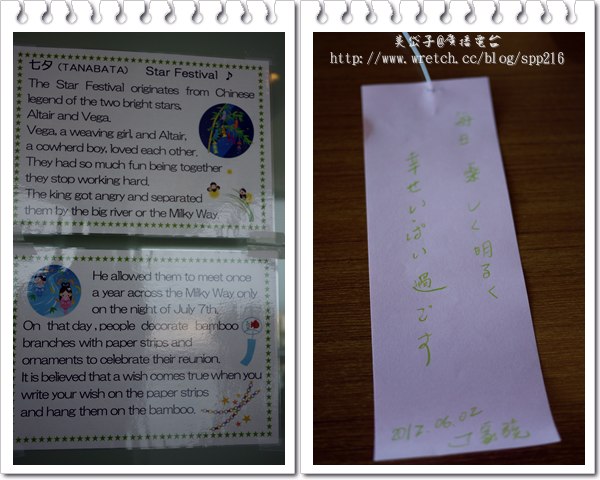 七夕 (TANABATA) Star Festival ♪
The Star Festival originates from Chinese
legend of the two bright stars,
Altair and Vega.
Vega, a weaving girl, and Altair,
a cowherd boy, loved each other.
They had so much fun being together
they stop working hard.
The king got angry and separated
them by the big river or the Milky Way.
He allowed them to meet once
a year across the Milky Way only
on the night of July 7th.
On that day, people decorate bamboo
branches with paper strips and
ornaments to celebrate their reunion.
It is believed that a wish comes true when you
write your wish on the paper strips
and hang them on the bamboo.
美公子@廣播電台
http://www.wretch.cc/blog/spp216
毎日楽しく明るく
幸せいっぱい過ごす
2012.06.02